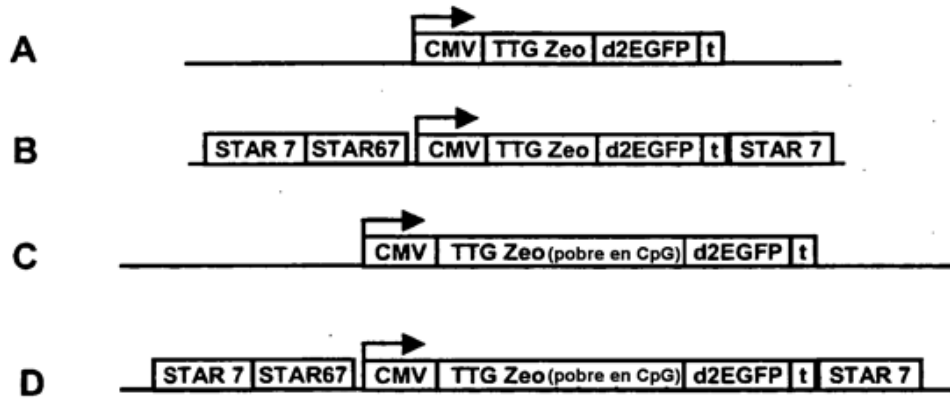 A CMV TTG Zeo d2EGFP t
B STAR 7 STAR67 CMV TTG Zeo d2EGFP t STAR 7
C CMV TTG Zeo (pobre en CpG) d2EGFP t
D STAR 7 STAR67 CMV TTG Zeo (pobre en CpG) d2EGFP t STAR 7